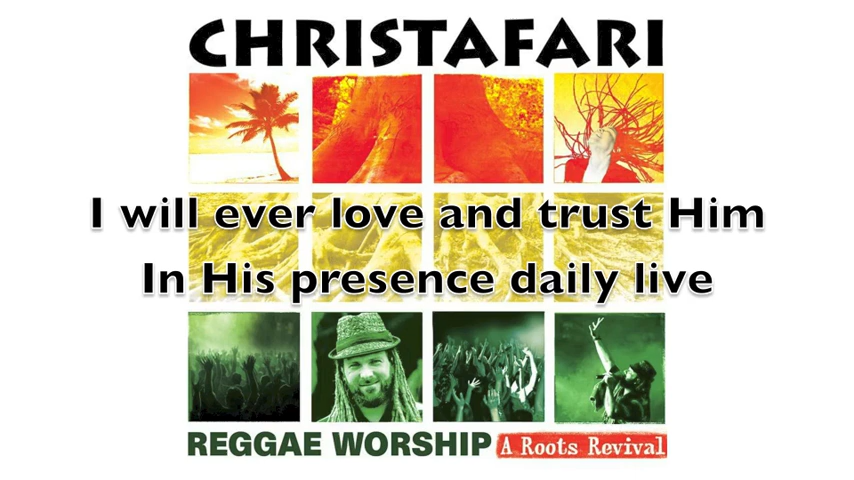 CHRISTAFARI
I will ever love and trust Him
In His presence daily live
REGGAE WORSHIP A Roots Revival